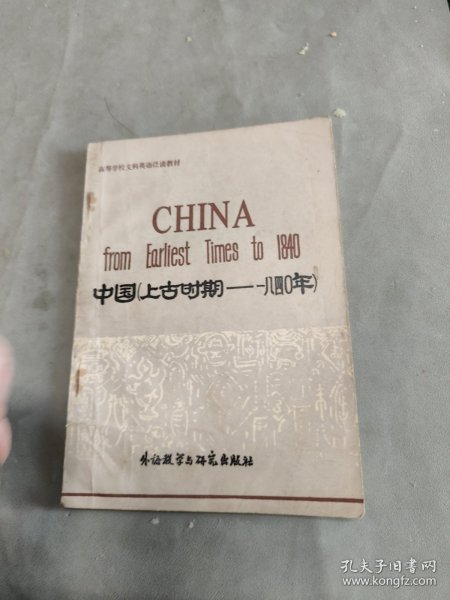 高等学校文科英语泛读教材
CHINA
from Earliest Times to 1840
中国(上古时期——一八四〇年)
外语教学与研究出版社
孔夫子旧书网
www.kongfz.com